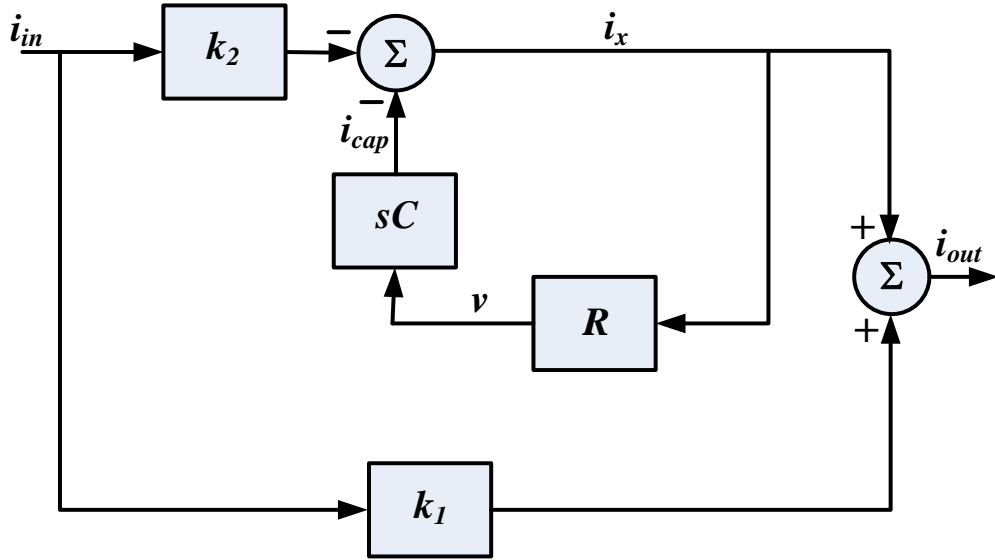 i_in
k_2
−
Σ
i_x
−
i_cap
sC
v
R
+
Σ
i_out
+
k_1